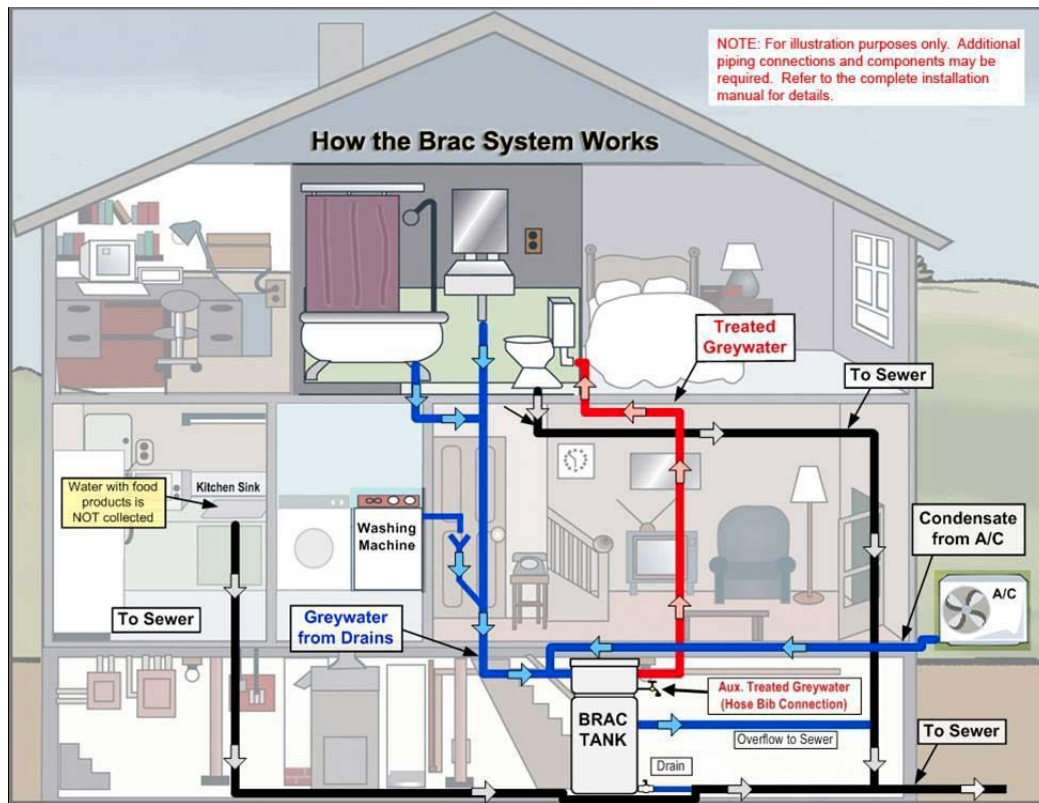 NOTE: For illustration purposes only. Additional
piping connections and components may be
required. Refer to the complete installation
manual for details.
How the Brac System Works
Treated
Greywater
To Sewer
Water with food
products is
NOT collected
Kitchen Sink
Washing
Machine
Condensate
from A/C
A/C
To Sewer
Greywater
from Drains
Aux. Treated Greywater
(Hose Bib Connection)
BRAC
TANK
Overflow to Sewer
To Sewer
Drain